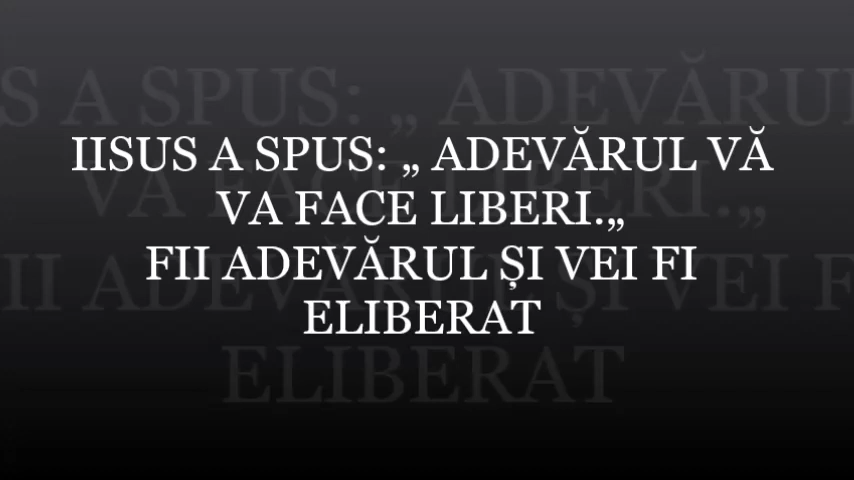 IISUS A SPUS: „ ADEVĂRUL VĂ
VA FACE LIBERI.„
FII ADEVĂRUL ȘI VEI FI
ELIBERAT